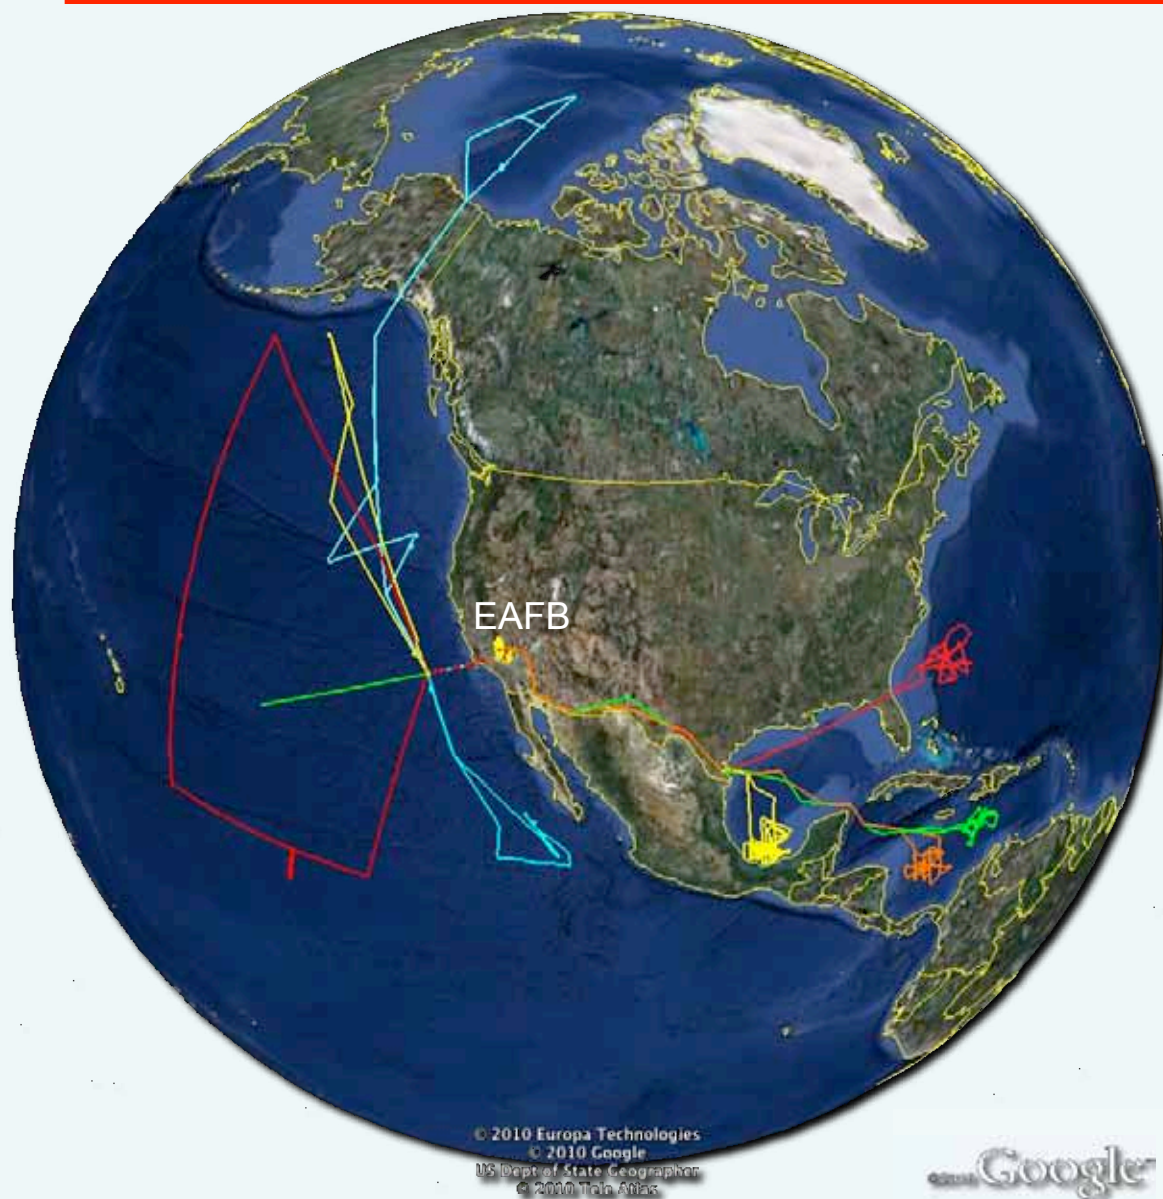 EAFB
© 2010 Europa Technologies
© 2010 Google
US Dept of State Geographer
© 2010 Tele Atlas
Google